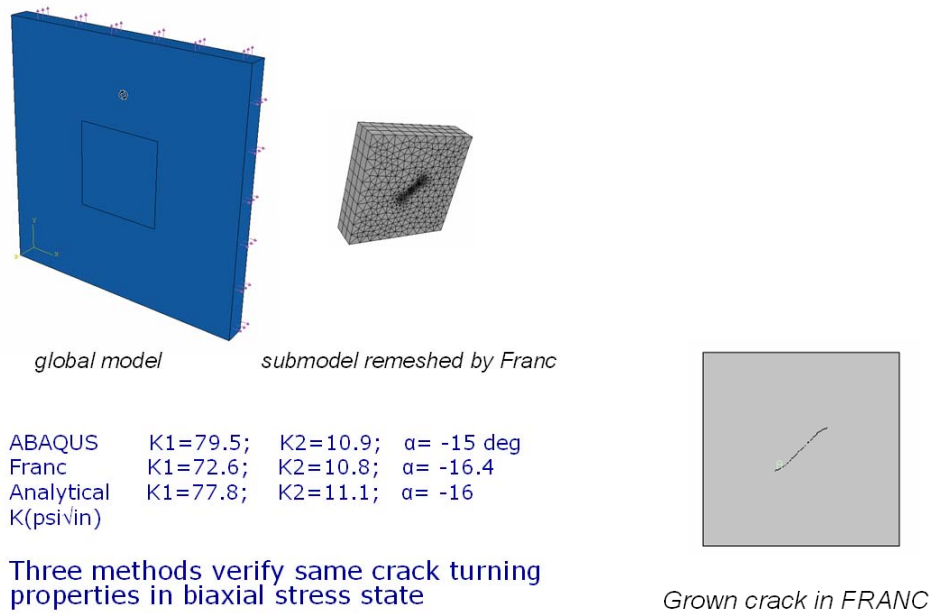 global model
submodel remeshed by Franc
ABAQUS K1=79.5; K2=10.9; α= -15 deg
Franc K1=72.6; K2=10.8; α= -16.4
Analytical K1=77.8; K2=11.1; α= -16
K(psi√in)
Three methods verify same crack turning
properties in biaxial stress state
Grown crack in FRANC